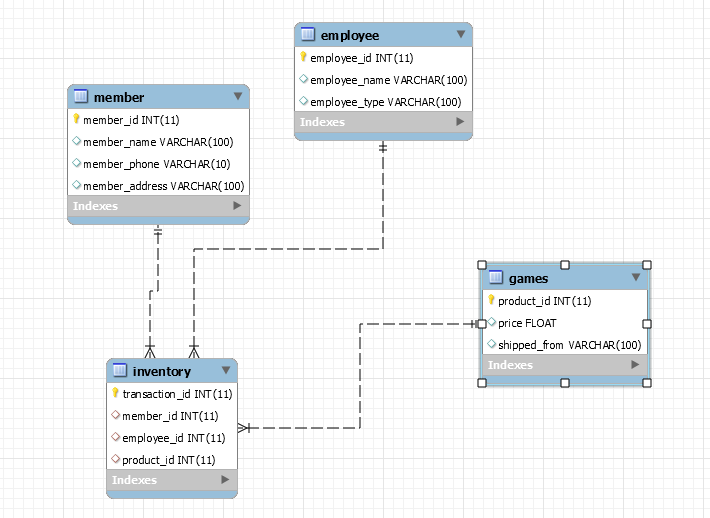 employee
employee_id INT(11)
employee_name VARCHAR(100)
employee_type VARCHAR(100)
Indexes
member
member_id INT(11)
member_name VARCHAR(100)
member_phone VARCHAR(10)
member_address VARCHAR(100)
Indexes
games
product_id INT(11)
price FLOAT
shipped_from VARCHAR(100)
Indexes
inventory
transaction_id INT(11)
member_id INT(11)
employee_id INT(11)
product_id INT(11)
Indexes